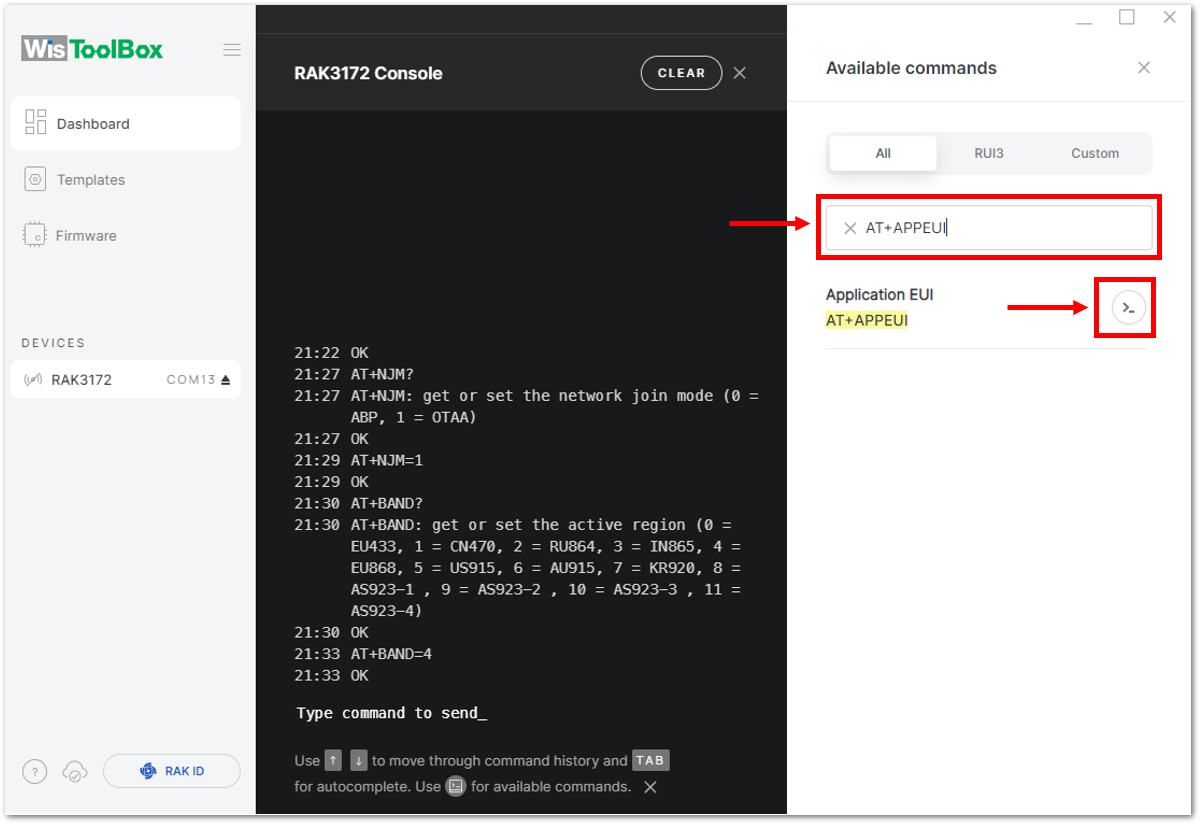 WisToolBox
Dashboard
Templates
Firmware
DEVICES
RAK3172 COM13
?
RAK ID
RAK3172 Console
CLEAR
21:22 OK
21:27 AT+NJM?
21:27 AT+NJM: get or set the network join mode (0 =
ABP, 1 = OTAA)
21:27 OK
21:29 AT+NJM=1
21:29 OK
21:30 AT+BAND?
21:30 AT+BAND: get or set the active region (0 =
EU433, 1 = CN470, 2 = RU864, 3 = IN865, 4 =
EU868, 5 = US915, 6 = AU915, 7 = KR920, 8 =
AS923-1 , 9 = AS923-2 , 10 = AS923-3 , 11 =
AS923-4)
21:30 OK
21:33 AT+BAND=4
21:33 OK
Type command to send_
Use ↑ ↓ to move through command history and TAB
for autocomplete. Use for available commands.
Available commands
All RUI3 Custom
AT+APPEUI
Application EUI
AT+APPEUI